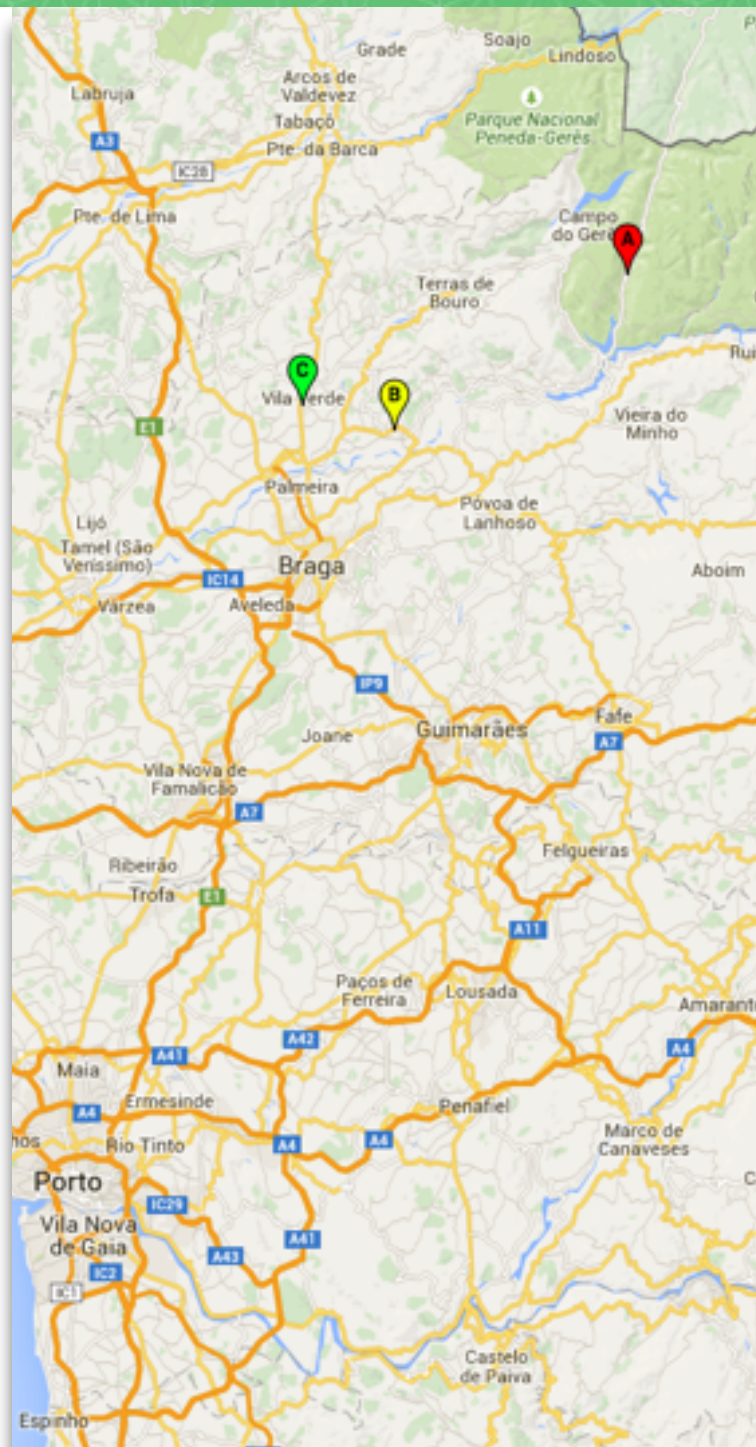 Grade
Soajo
Lindoso
Arcos de
Valdevez
Labruja
Tabaçô
Parque Nacional
Peneda-Gerês
A3
Pte. da Barca
IC28
Pte. de Lima
Campo
do Ger
A
Terras de
Bouro
Rui
C
B
Vila Verde
E1
Vieira do
Minho
Palmeira
Póvoa de
Lanhoso
Lijó
Tamel (São
Veríssimo)
Braga
Aboim
IC14
Várzea
Aveleda
IP9
Joane
Guimarães
Fafe
A7
Vila Nova de
Famalicão
A7
Ribeirão
Felgueiras
Trofa
E1
A11
Paços de
Ferreira
Lousada
Amarant
A42
A41
A4
Maia
Ermesinde
A4
Penafiel
hos
Rio Tinto
A4
A4
Marco de
Canaveses
Porto
IC29
Vila Nova
de Gaia
A43
A41
IC2
IC1
Castelo
de Paiva
Espinho